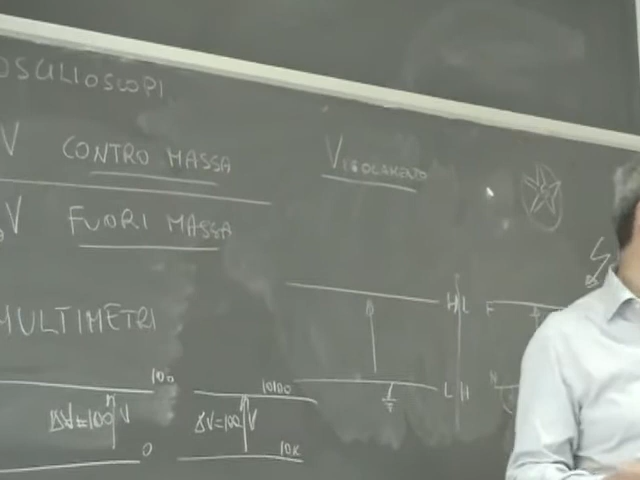 OSCILLOSCOPI
V CONTRO MASSA
V FUORI MASSA
MULTIMETRI
100
ΔV=100 V
0
10100
ΔV=100 V
10K
V ISOLAMENTO
H L
L H
F
N